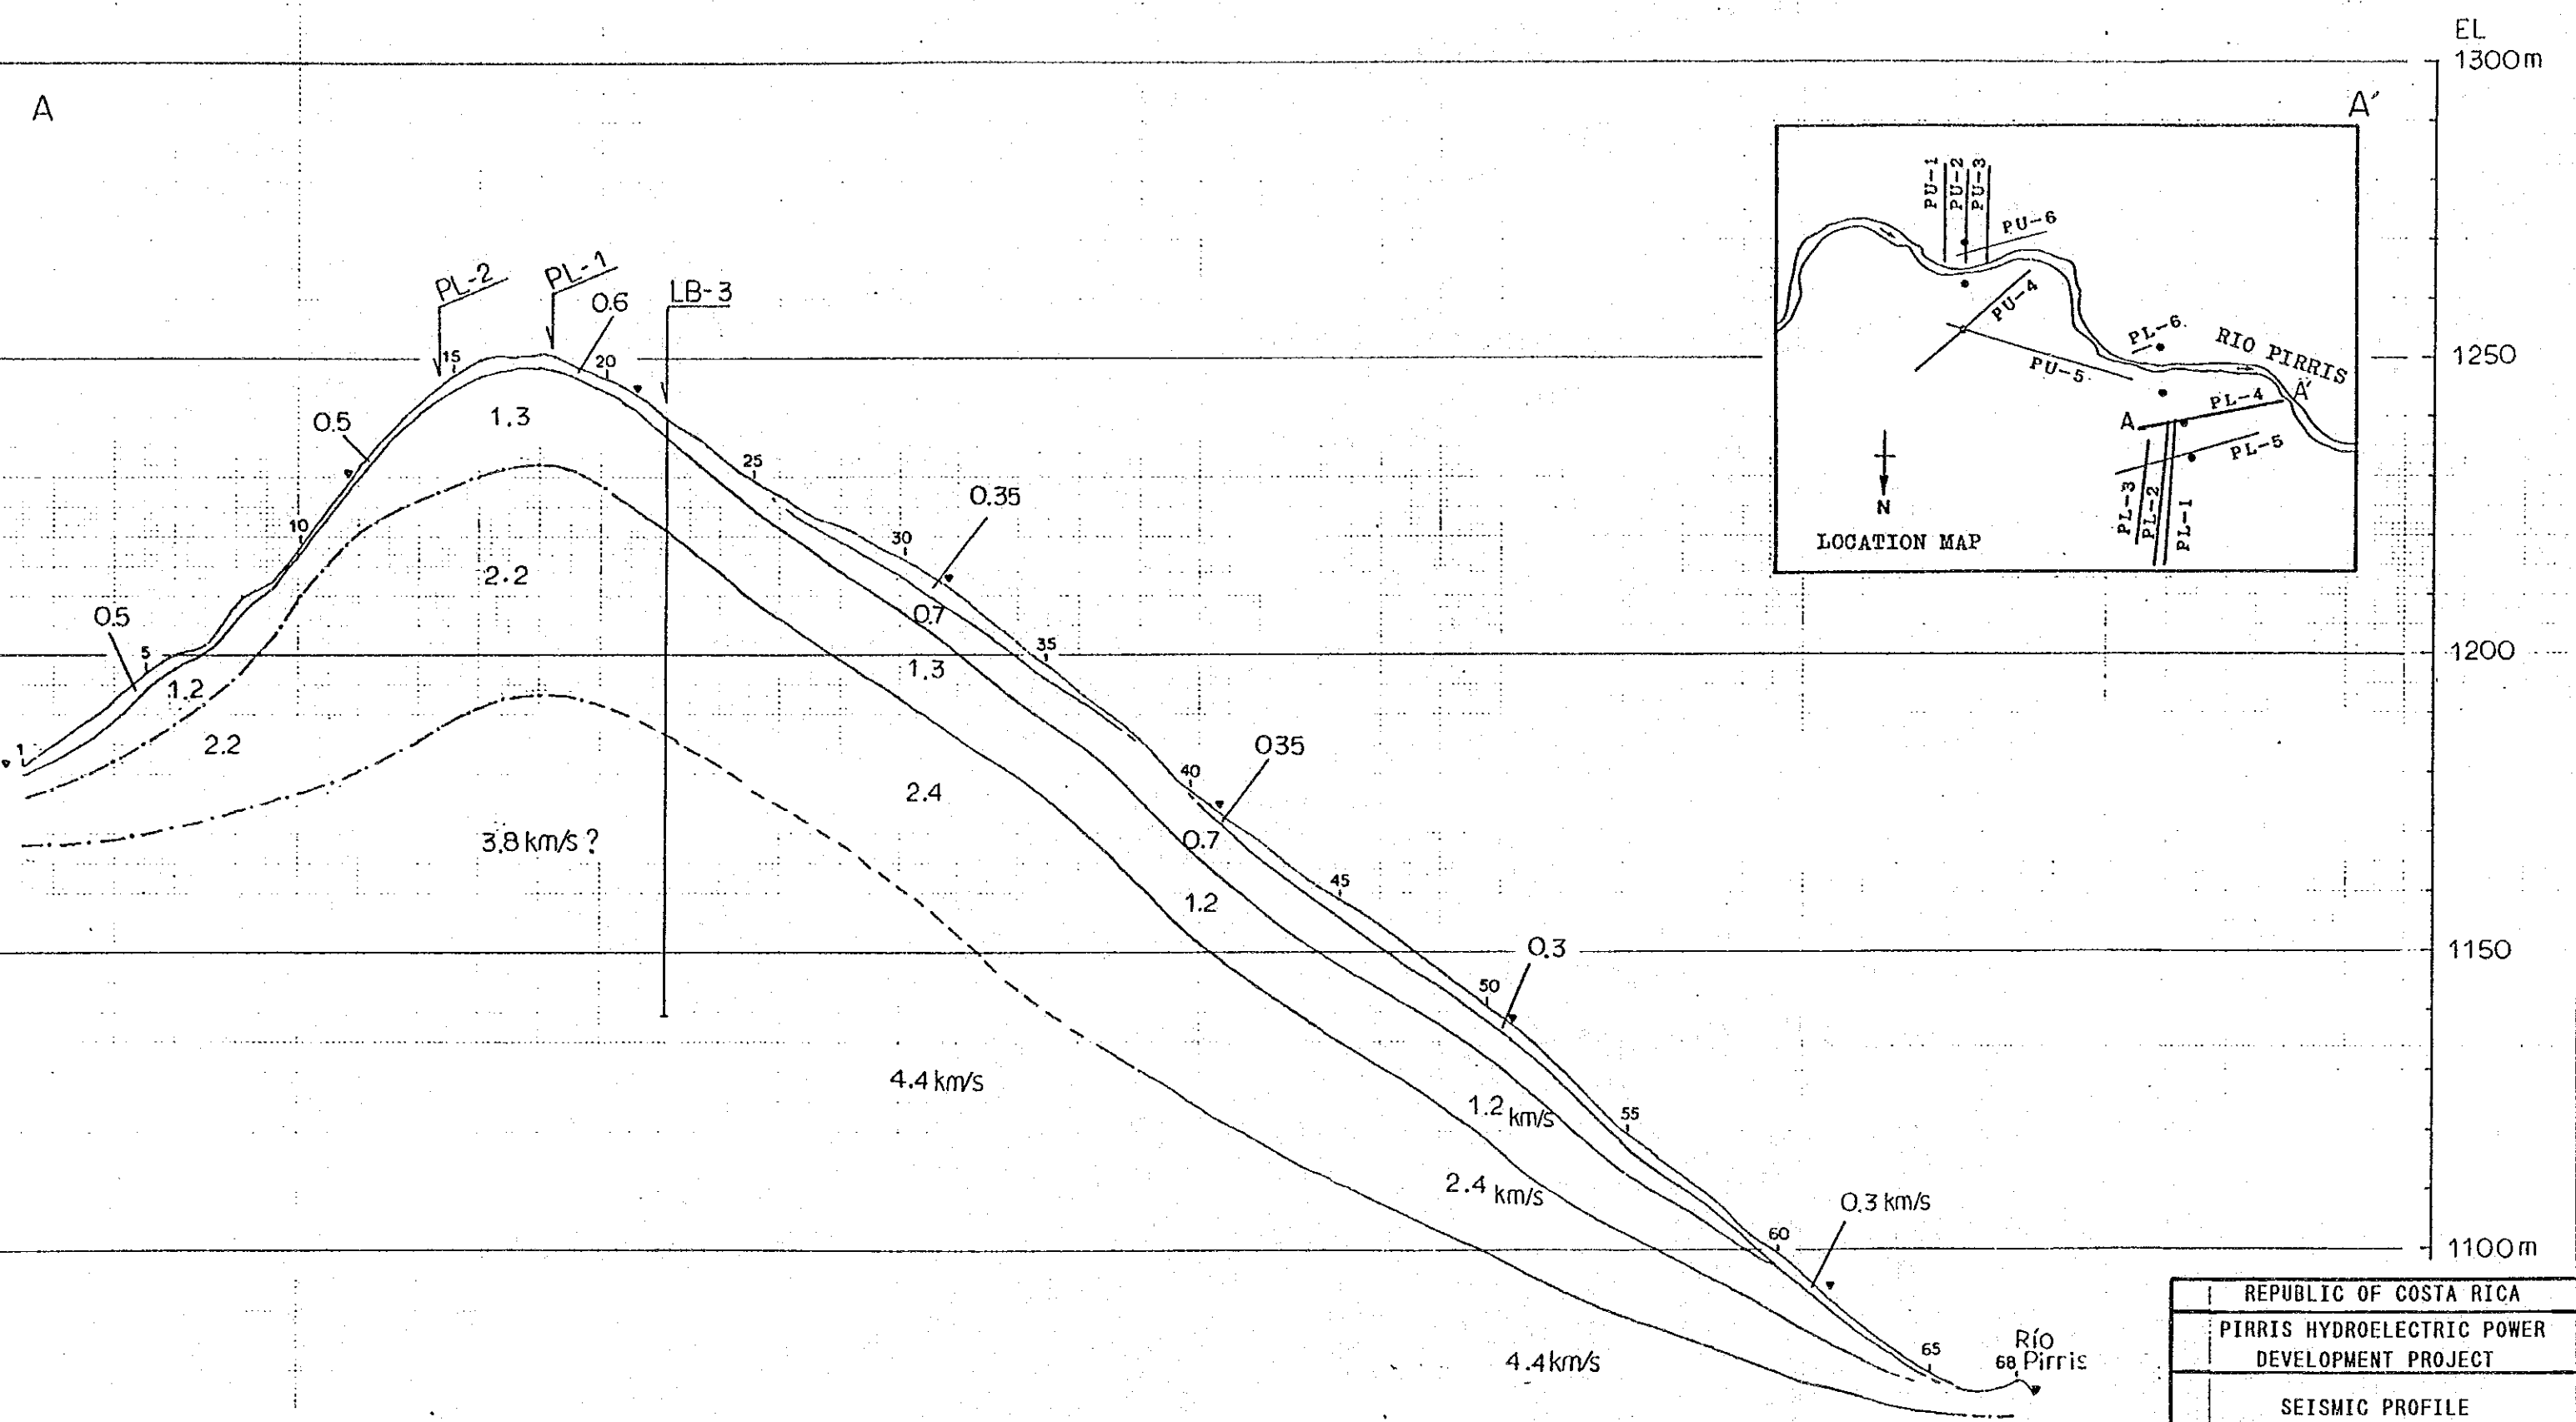 EL
1300m
A
A'
PU-1
PU-2
PU-3
PU-6
PU-4
PU-5
PL-6
RIO PIRRIS
A'
PL-4
A
PL-5
PL-3
PL-2
PL-1
N
LOCATION MAP
PL-2
PL-1
0.6
LB-3
15
20
1250
0.5
1.3
25
0.35
10
30
2.2
0.7
0.5
5
35
1200
1.3
1.2
1
2.2
035
40
2.4
3.8 km/s ?
0.7
45
1.2
0.3
1150
50
4.4 km/s
1.2 km/s
55
2.4 km/s
0.3 km/s
60
1100m
65
Río
68 Pirris
4.4 km/s
REPUBLIC OF COSTA RICA
PIRRIS HYDROELECTRIC POWER
DEVELOPMENT PROJECT
SEISMIC PROFILE